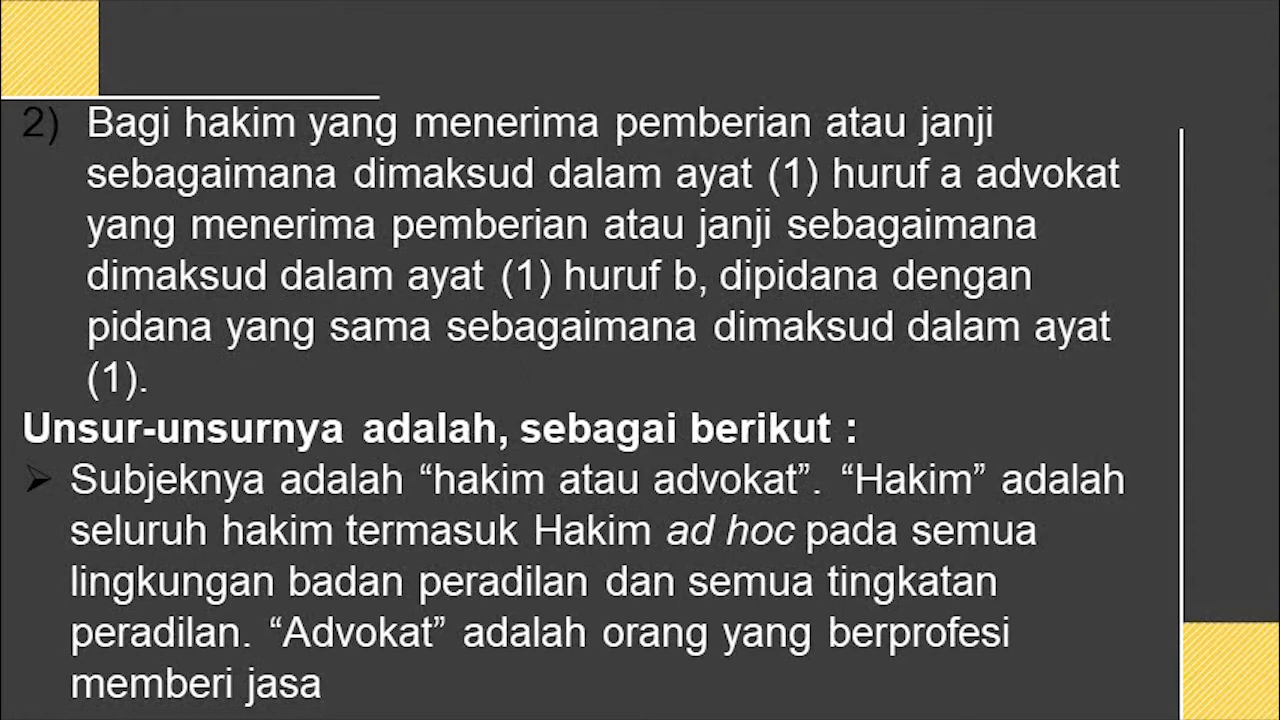 2) Bagi hakim yang menerima pemberian atau janji
sebagaimana dimaksud dalam ayat (1) huruf a advokat
yang menerima pemberian atau janji sebagaimana
dimaksud dalam ayat (1) huruf b, dipidana dengan
pidana yang sama sebagaimana dimaksud dalam ayat
(1).
Unsur-unsurnya adalah, sebagai berikut :
➢ Subjeknya adalah “hakim atau advokat”. “Hakim” adalah
seluruh hakim termasuk Hakim ad hoc pada semua
lingkungan badan peradilan dan semua tingkatan
peradilan. “Advokat” adalah orang yang berprofesi
memberi jasa